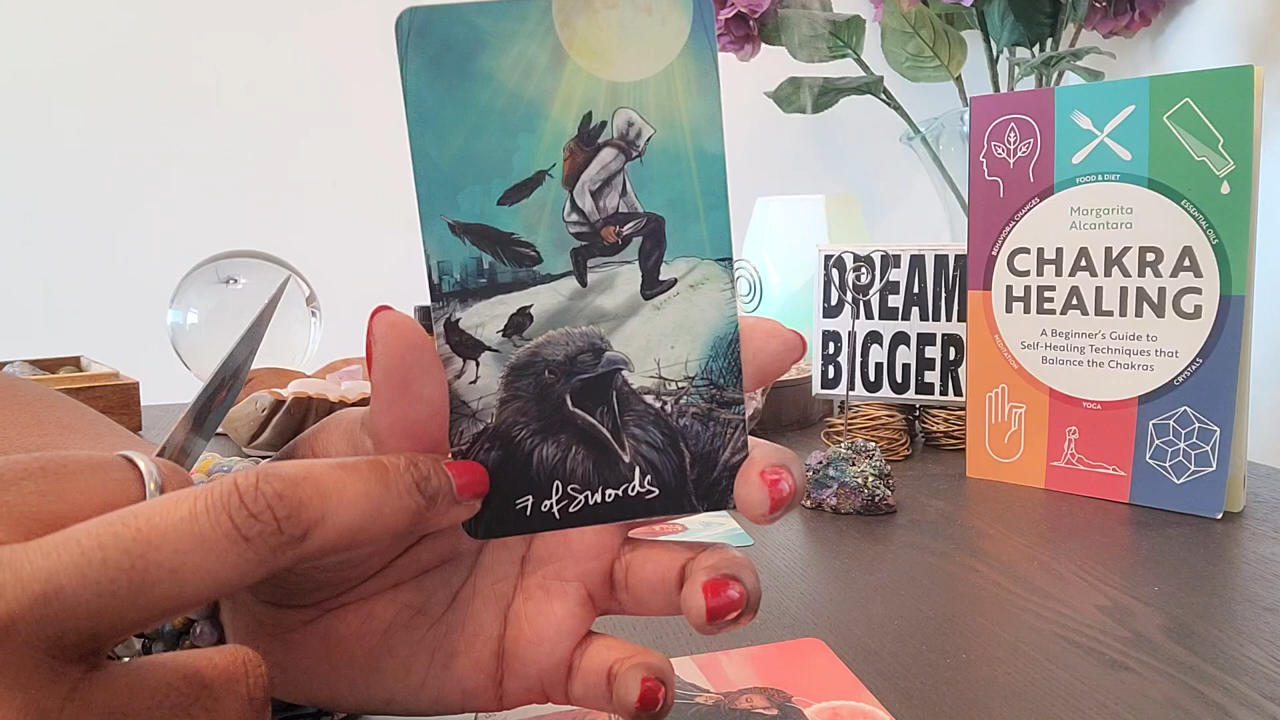 7 of Swords
DREAM
BIGGER
FOOD & DIET
BEHAVIORAL CHANGES
ESSENTIAL OILS
Margarita
Alcantara
CHAKRA
HEALING
A Beginner's Guide to
Self-Healing Techniques that
Balance the Chakras
MEDITATION
CRYSTALS
YOGA